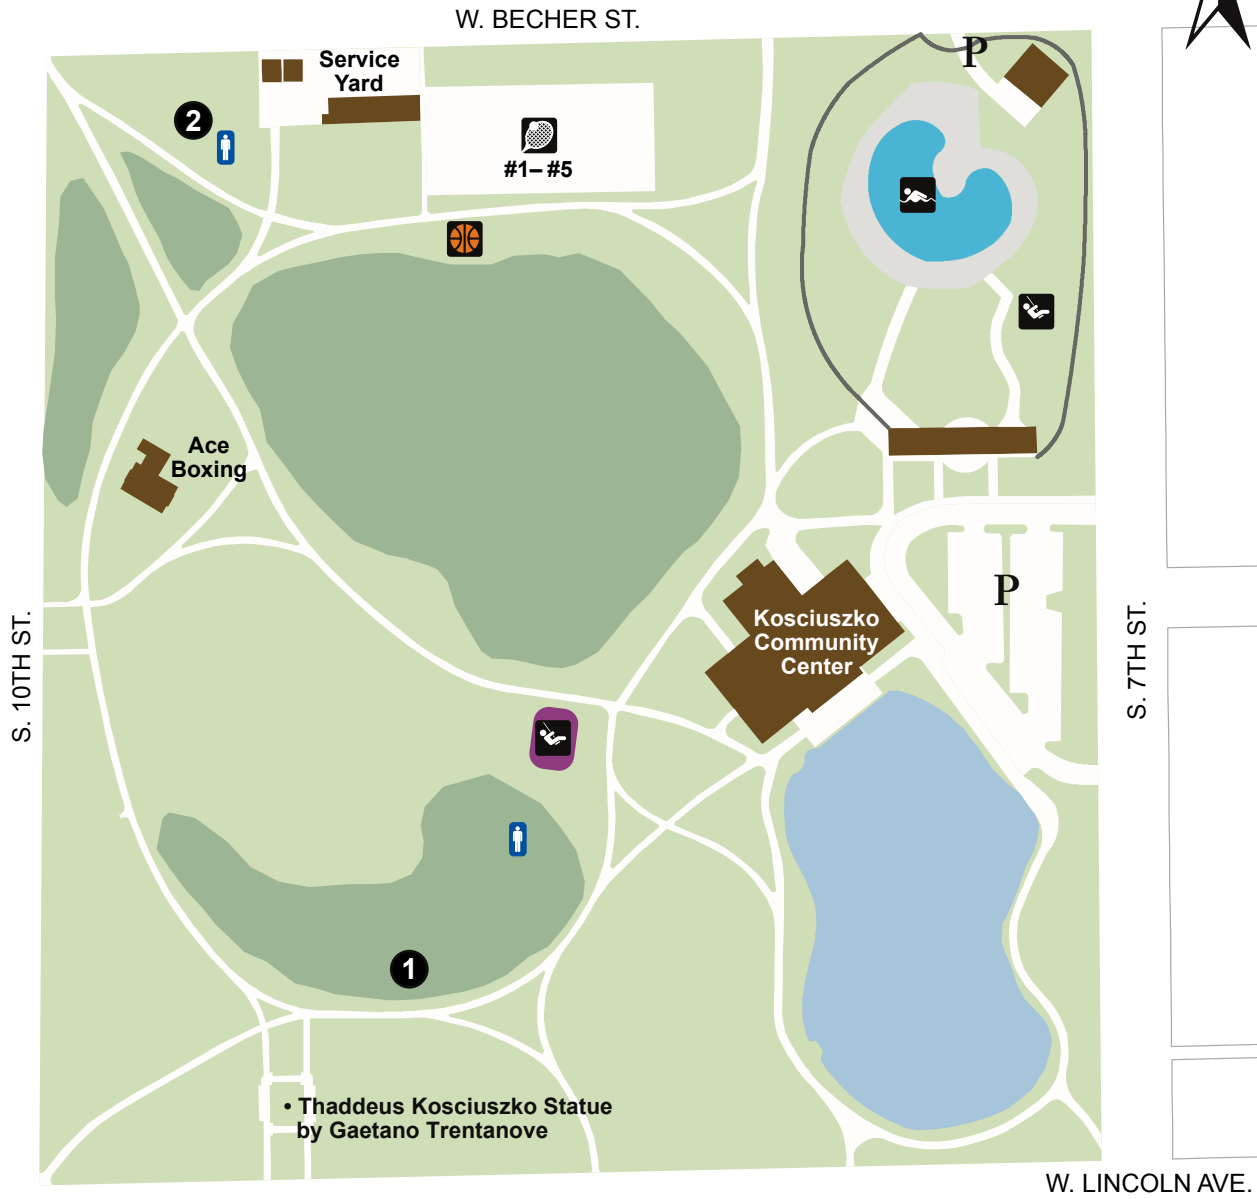 W. BECHER ST.
P
Service
Yard
2
#1– #5
Ace
Boxing
P
Kosciuszko
Community
Center
S. 10TH ST.
S. 7TH ST.
1
• Thaddeus Kosciuszko Statue
by Gaetano Trentanove
W. LINCOLN AVE.